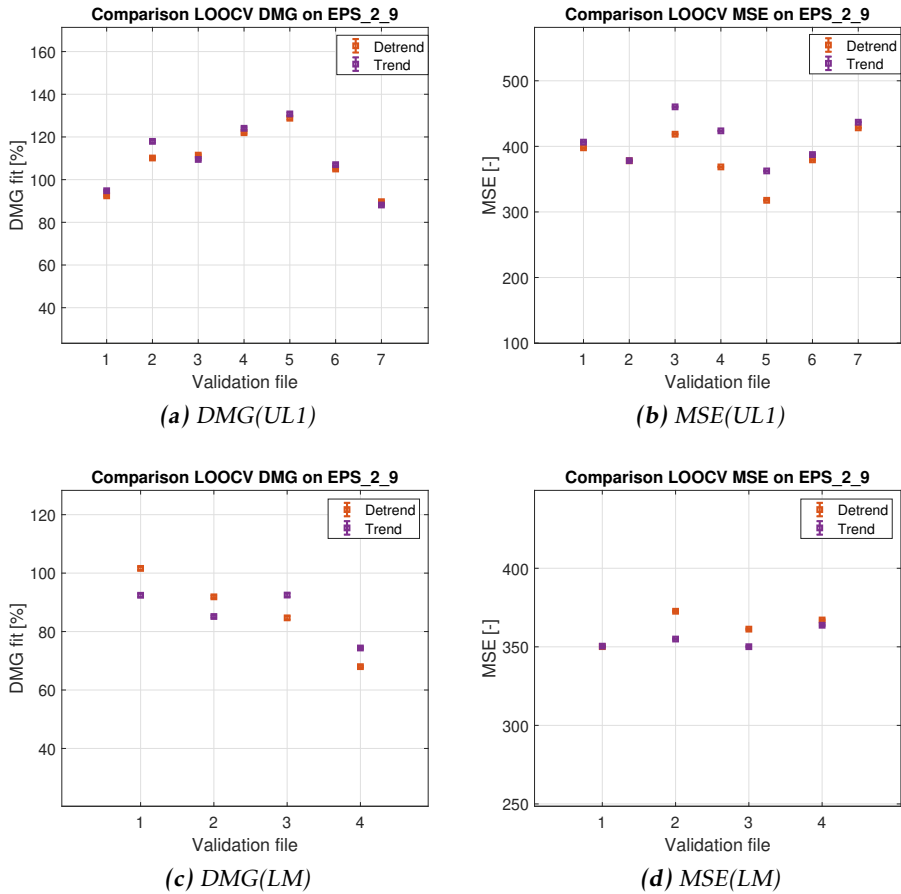 Comparison LOOCV DMG on EPS_2_9
160
140
120
100
80
60
40
DMG fit [%]
Detrend
Trend
1 2 3 4 5 6 7
Validation file
(a) DMG(UL1)
Comparison LOOCV MSE on EPS_2_9
500
400
300
200
100
MSE [-]
Detrend
Trend
1 2 3 4 5 6 7
Validation file
(b) MSE(UL1)
Comparison LOOCV DMG on EPS_2_9
120
100
80
60
40
DMG fit [%]
Detrend
Trend
1 2 3 4
Validation file
(c) DMG(LM)
Comparison LOOCV MSE on EPS_2_9
400
350
300
250
MSE [-]
Detrend
Trend
1 2 3 4
Validation file
(d) MSE(LM)